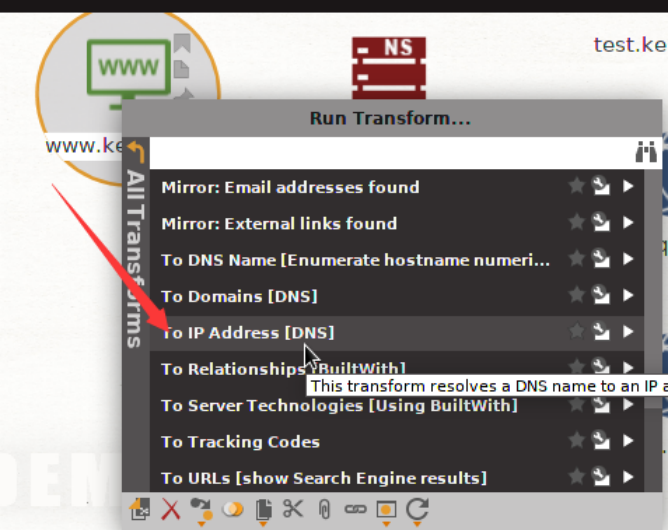 NS
test.ke
www
Run Transform...
www.ke
All Transforms
Mirror: Email addresses found
Mirror: External links found
To DNS Name [Enumerate hostname numeri...
To Domains [DNS]
To IP Address [DNS]
To Relationships [BuiltWith]
This transform resolves a DNS name to an IP a
To Server Technologies [Using BuiltWith]
To Tracking Codes
To URLs [show Search Engine results]
DEM